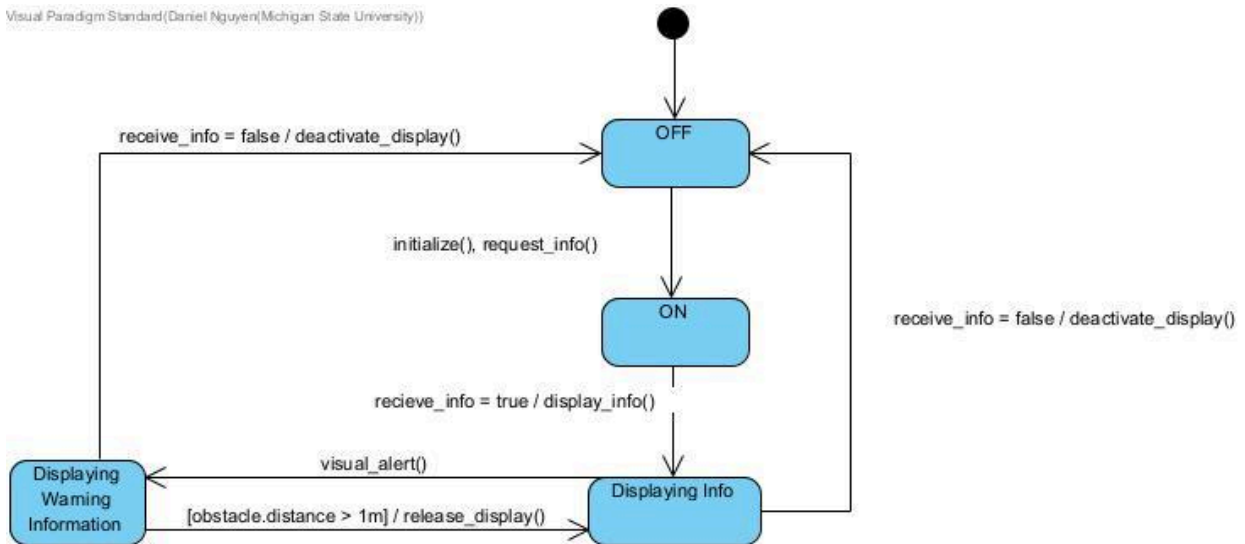 Visual Paradigm Standard(Daniel Nguyen(Michigan State University))
OFF
receive_info = false / deactivate_display()
initialize(), request_info()
ON
receive_info = false / deactivate_display()
recieve_info = true / display_info()
visual_alert()
Displaying
Warning
Information
Displaying Info
[obstacle.distance > 1m] / release_display()